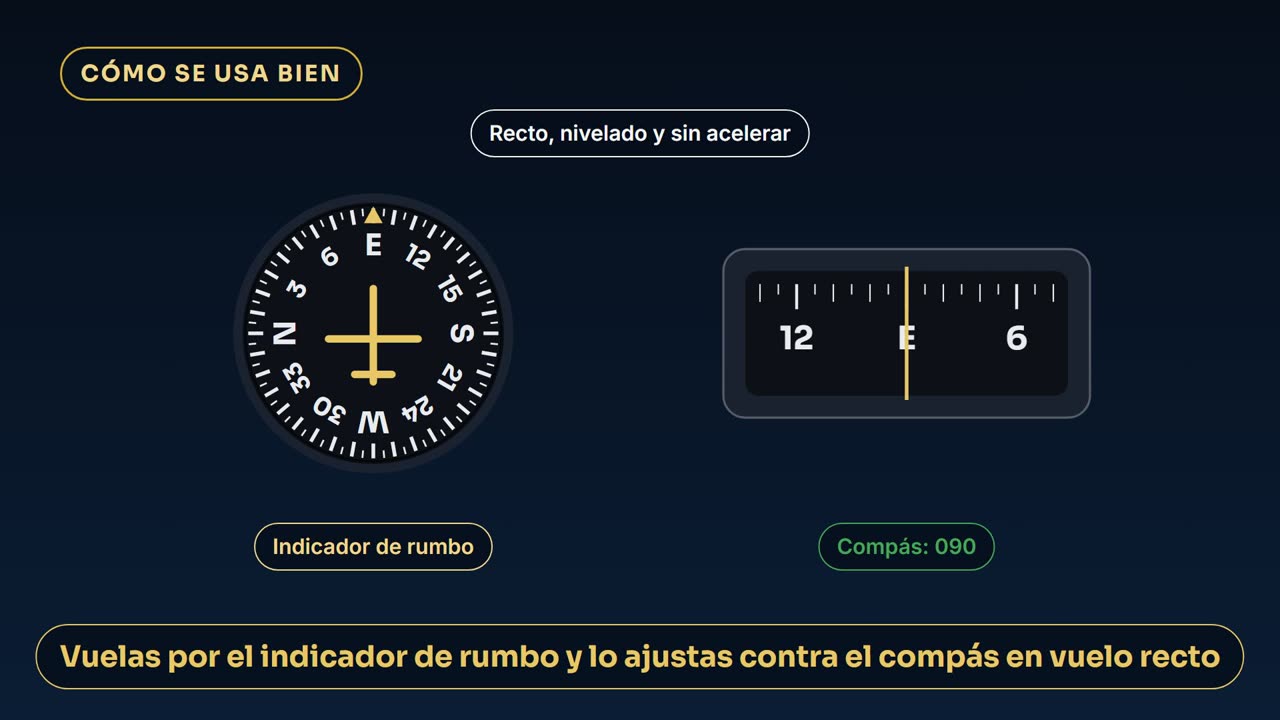 CÓMO SE USA BIEN
Recto, nivelado y sin acelerar
E
12
15
S
21
24
W
30
33
N
3
6
12 E 6
Indicador de rumbo
Compás: 090
Vuelas por el indicador de rumbo y lo ajustas contra el compás en vuelo recto